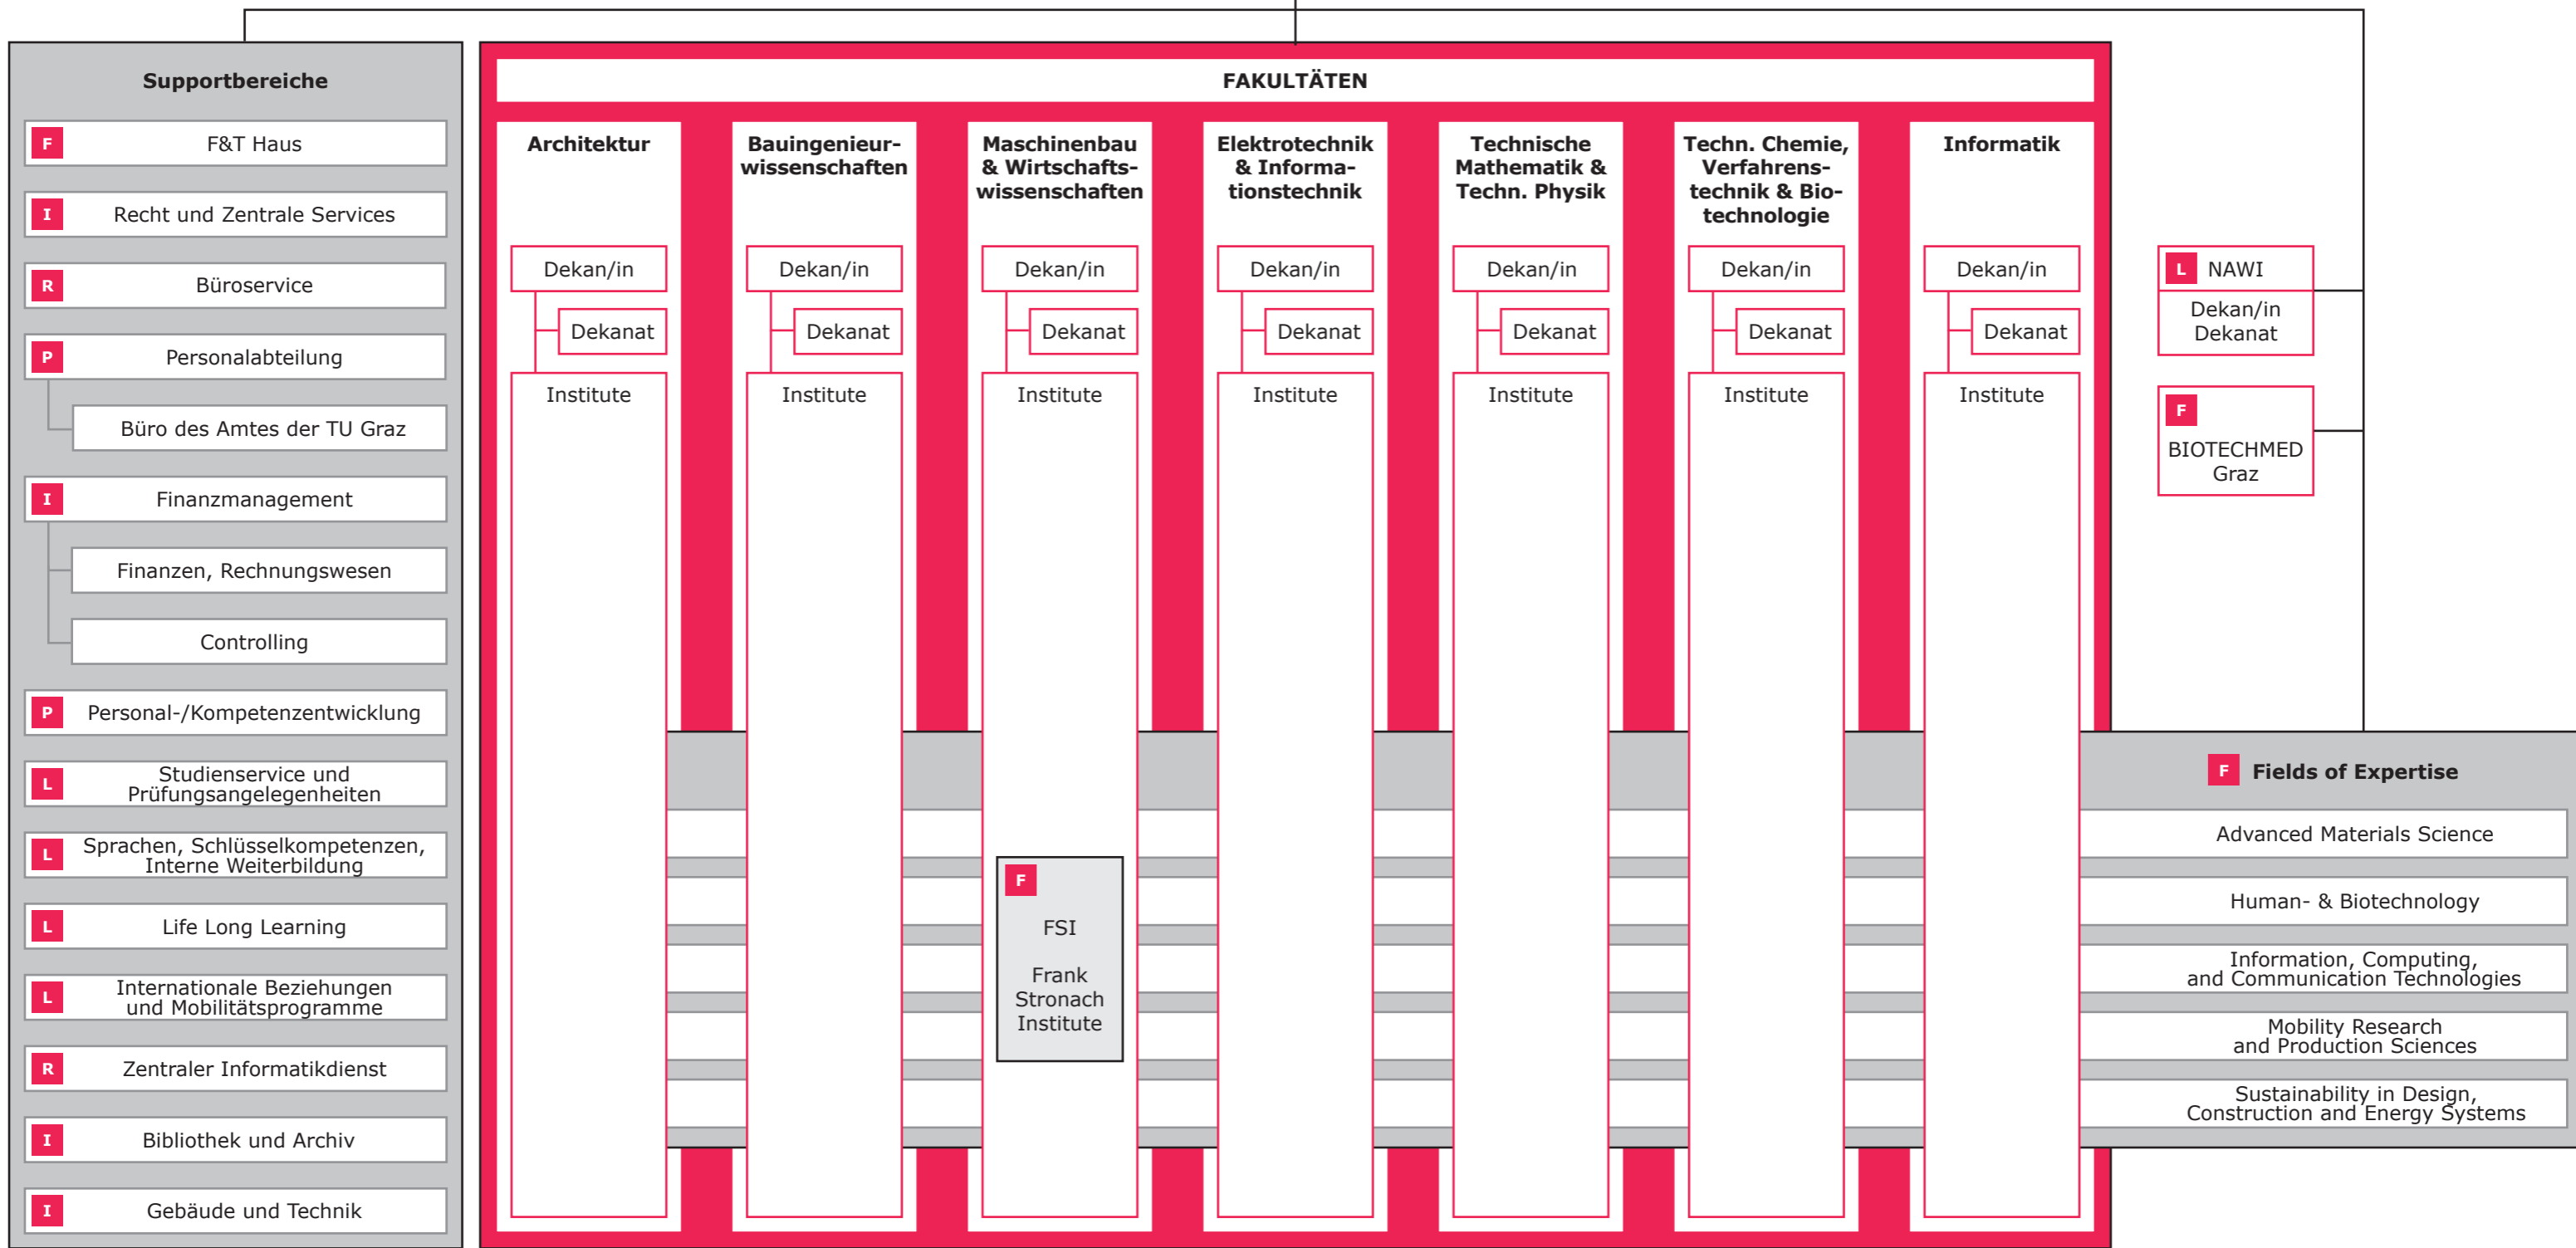 Supportbereiche
F F&T Haus
I Recht und Zentrale Services
R Büroservice
P Personalabteilung
Büro des Amtes der TU Graz
I Finanzmanagement
Finanzen, Rechnungswesen
Controlling
P Personal-/Kompetenzentwicklung
L Studienservice und
Prüfungsangelegenheiten
L Sprachen, Schlüsselkompetenzen,
Interne Weiterbildung
L Life Long Learning
L Internationale Beziehungen
und Mobilitätsprogramme
R Zentraler Informatikdienst
I Bibliothek und Archiv
I Gebäude und Technik
FAKULTÄTEN
Architektur
Dekan/in
Dekanat
Institute
Bauingenieur-
wissenschaften
Dekan/in
Dekanat
Institute
Maschinenbau
& Wirtschafts-
wissenschaften
Dekan/in
Dekanat
Institute
F
FSI
Frank
Stronach
Institute
Elektrotechnik
& Informa-
tionstechnik
Dekan/in
Dekanat
Institute
Technische
Mathematik &
Techn. Physik
Dekan/in
Dekanat
Institute
Techn. Chemie,
Verfahrens-
technik & Bio-
technologie
Dekan/in
Dekanat
Institute
Informatik
Dekan/in
Dekanat
Institute
L NAWI
Dekan/in
Dekanat
F
BIOTECHMED
Graz
F Fields of Expertise
Advanced Materials Science
Human- & Biotechnology
Information, Computing,
and Communication Technologies
Mobility Research
and Production Sciences
Sustainability in Design,
Construction and Energy Systems